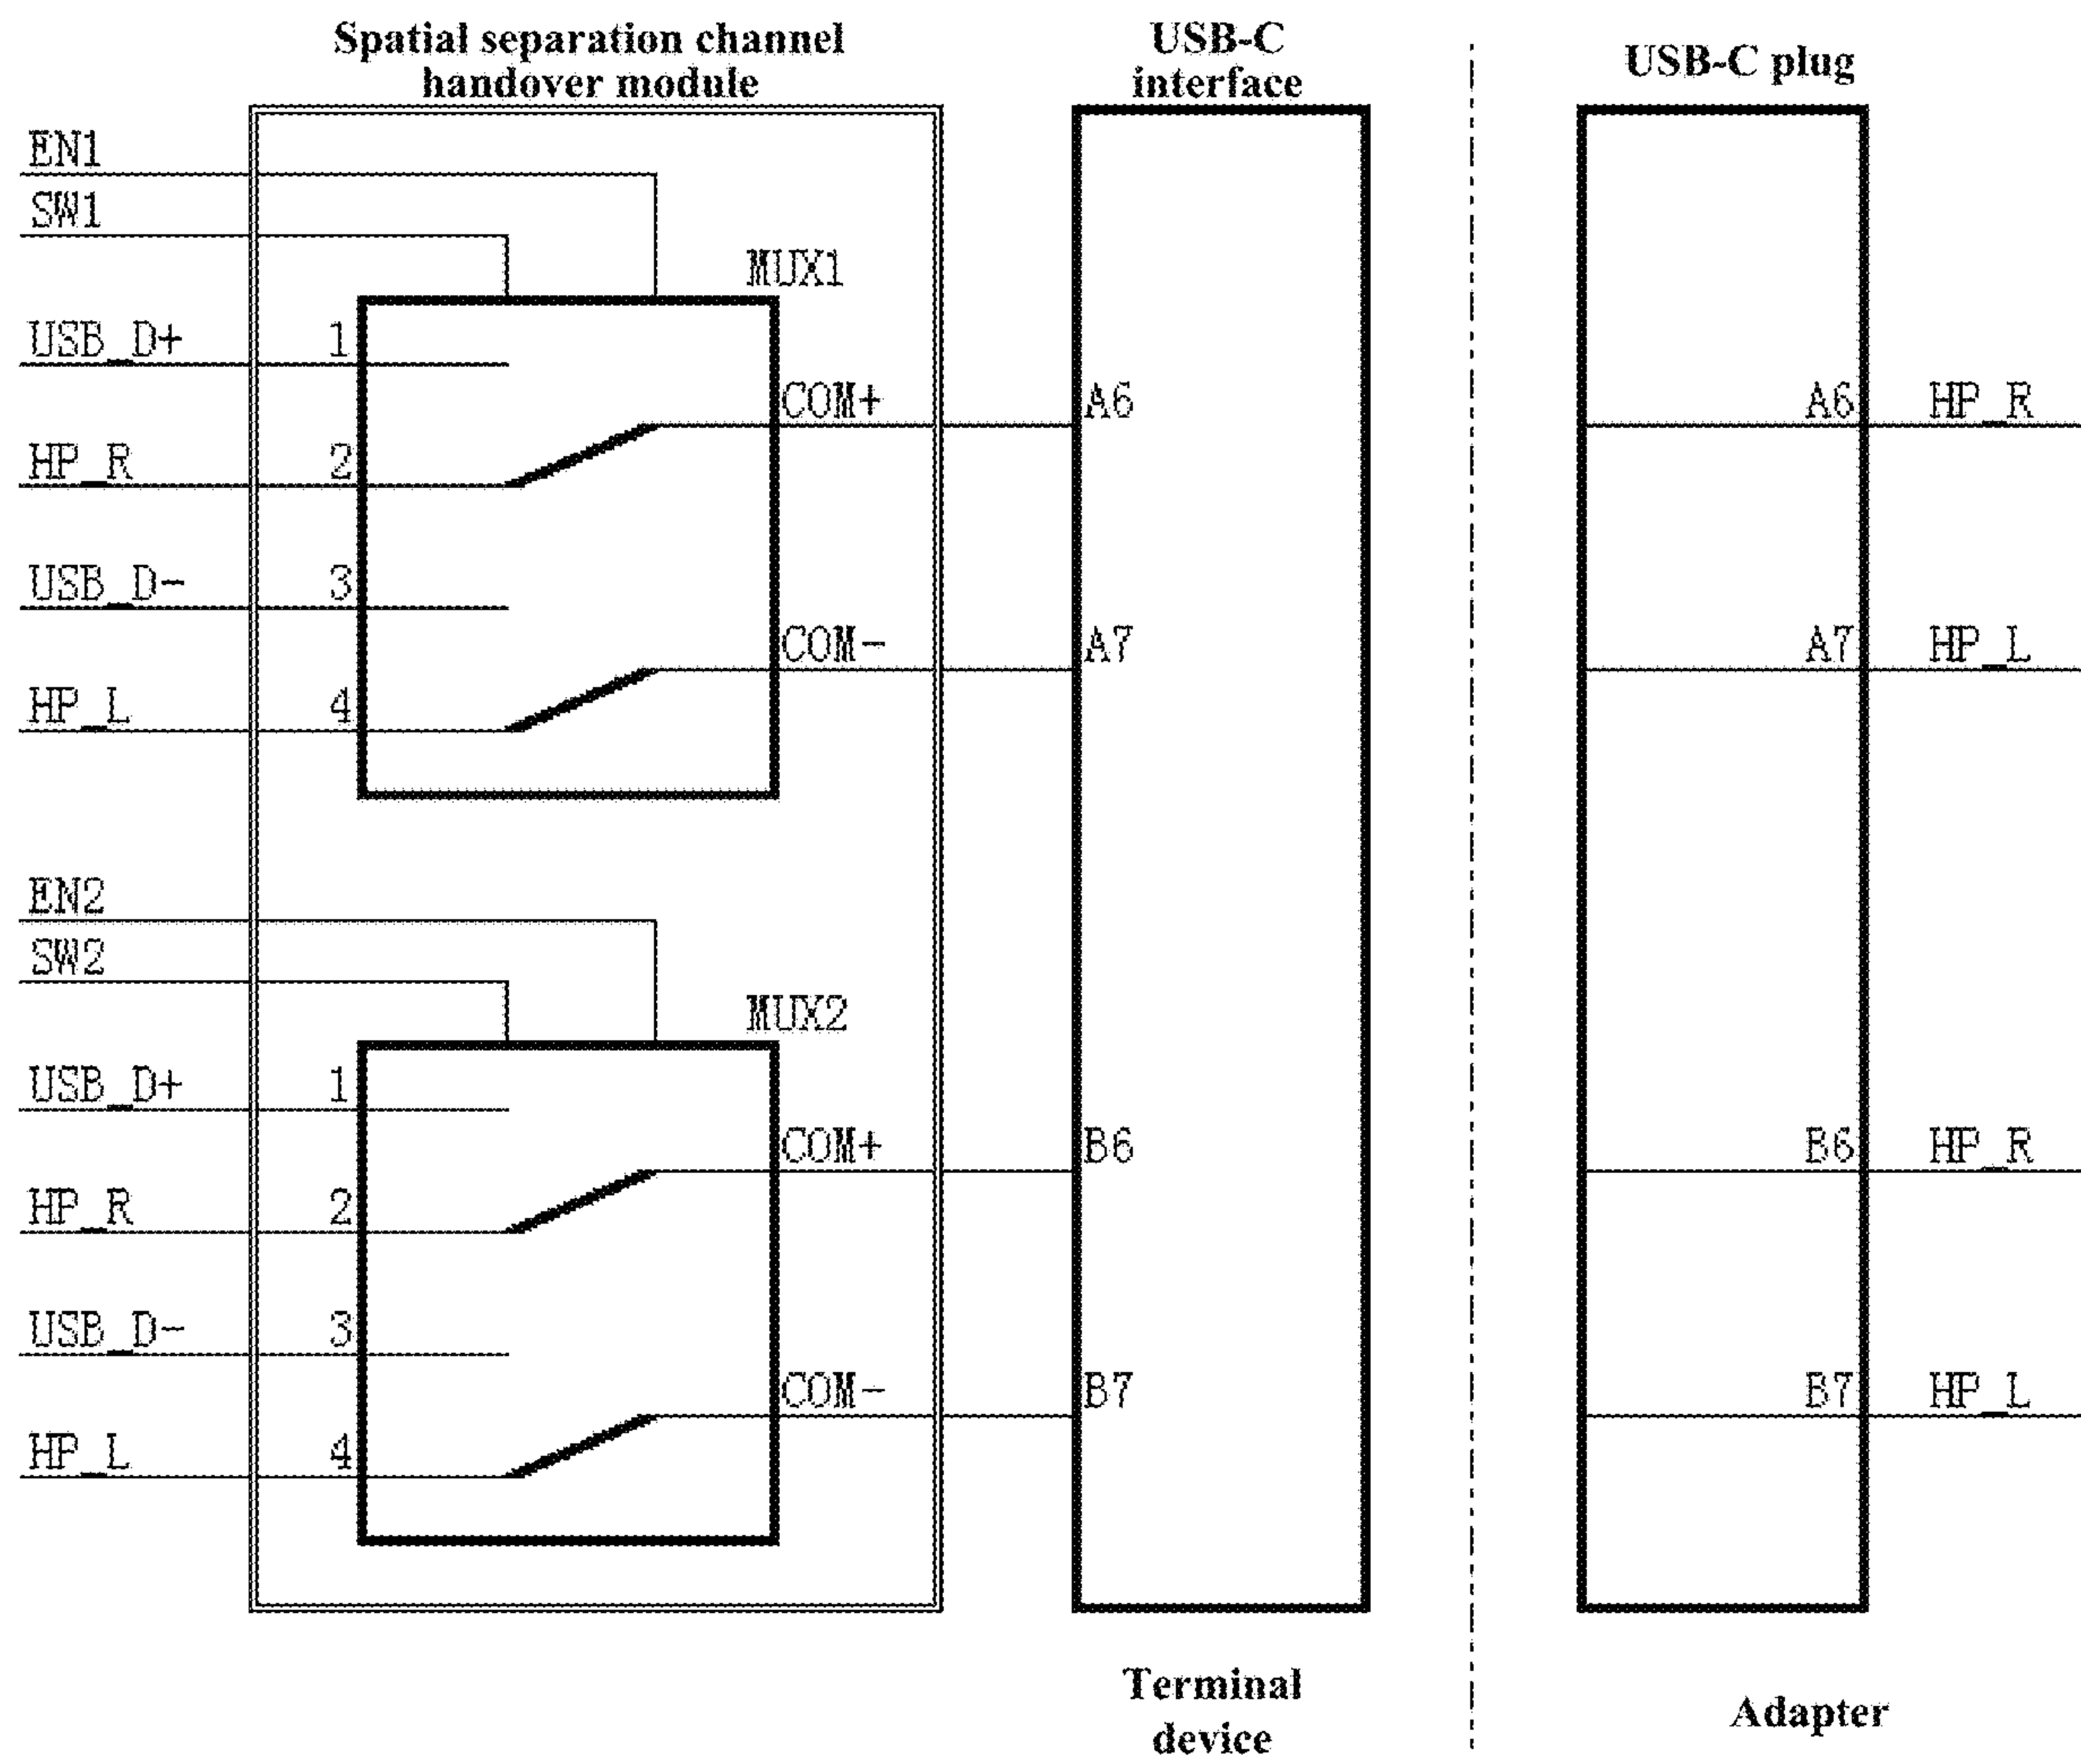 Spatial separation channel
handover module
USB-C
interface
USB-C plug
EN1
SW1
MUX1
USB_D+ 1
COM+ A6
A6 HP_R
HP_R 2
USB_D- 3
COM- A7
A7 HP_L
HP_L 4
EN2
SW2
MUX2
USB_D+ 1
COM+ B6
B6 HP_R
HP_R 2
USB_D- 3
COM- B7
B7 HP_L
HP_L 4
Terminal
device
Adapter